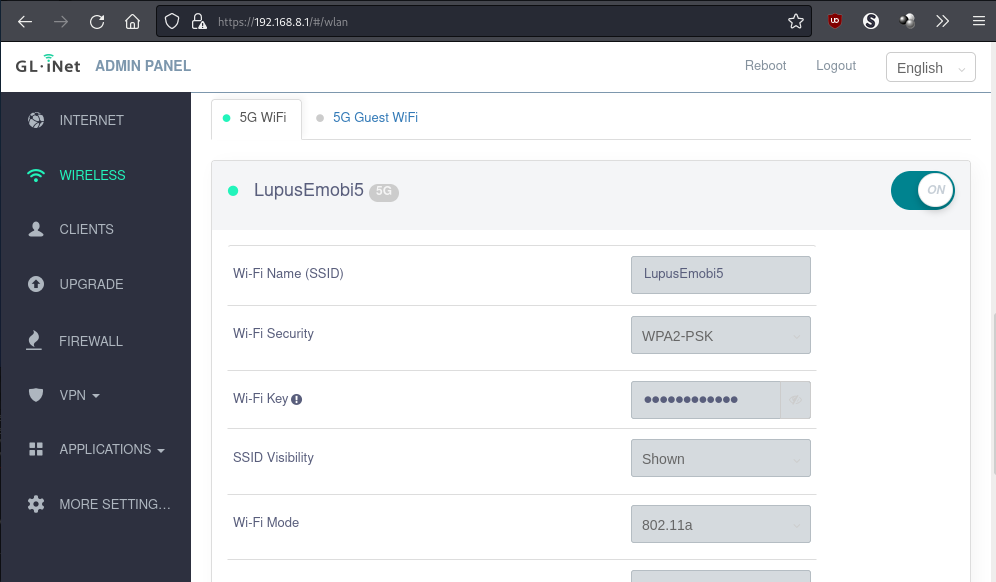 https://192.168.8.1/#/wlan
GL·iNet ADMIN PANEL Reboot Logout English
INTERNET
WIRELESS
CLIENTS
UPGRADE
FIREWALL
VPN
APPLICATIONS
MORE SETTING...
5G WiFi 5G Guest WiFi
LupusEmobi5 5G ON
Wi-Fi Name (SSID) LupusEmobi5
Wi-Fi Security WPA2-PSK
Wi-Fi Key ••••••••••••
SSID Visibility Shown
Wi-Fi Mode 802.11a